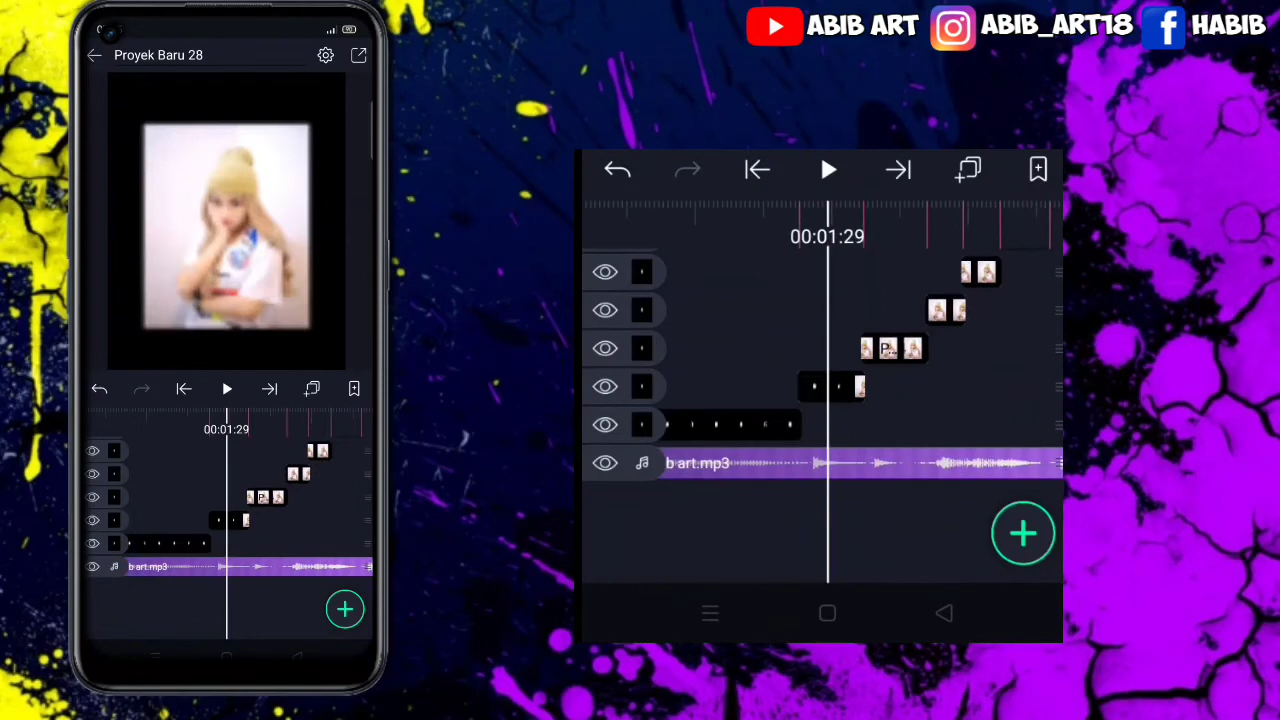 ABIB ART ABIB_ART18 HABIB
Proyek Baru 28
00:01:29
b art.mp3
00:01:29
b art.mp3